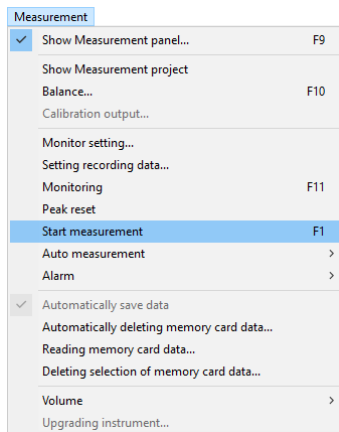 Measurement
Show Measurement panel... F9
Show Measurement project
Balance... F10
Calibration output...
Monitor setting...
Setting recording data...
Monitoring F11
Peak reset
Start measurement F1
Auto measurement
Alarm
Automatically save data
Automatically deleting memory card data...
Reading memory card data...
Deleting selection of memory card data...
Volume
Upgrading instrument...